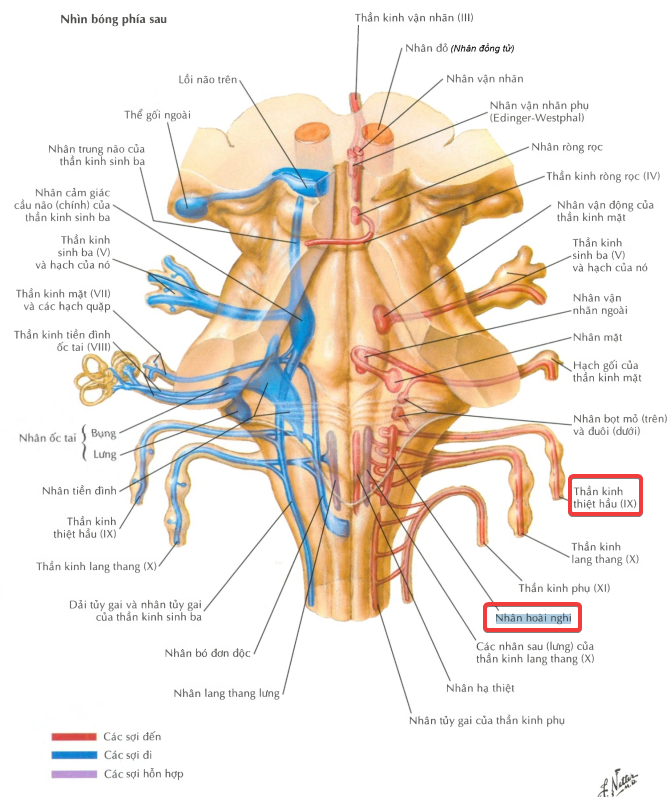 Nhìn bóng phía sau
Thần kinh vận nhãn (III)
Nhân đỏ (Nhân đồng tử)
Nhân vận nhãn
Nhân vận nhãn phụ
(Edinger-Westphal)
Nhân ròng rọc
Thần kinh ròng rọc (IV)
Nhân vận động của
thần kinh mặt
Thần kinh
sinh ba (V)
và hạch của nó
Nhân vận
nhãn ngoài
Nhân mặt
Hạch gối của
thần kinh mặt
Nhân bọt mỏ (trên)
và đuôi (dưới)
Thần kinh
thiệt hầu (IX)
Thần kinh
lang thang (X)
Thần kinh phụ (XI)
Nhân hoài nghi
Các nhân sau (lưng) của
thần kinh lang thang (X)
Nhân hạ thiệt
Nhân tủy gai của thần kinh phụ
Lồi não trên
Thể gối ngoài
Nhân trung não của
thần kinh sinh ba
Nhân cảm giác
cầu não (chính) của
thần kinh sinh ba
Thần kinh
sinh ba (V)
và hạch của nó
Thần kinh mặt (VII)
và các hạch quặp
Thần kinh tiền đình
ốc tai (VIII)
Nhân ốc tai
Bụng
Lưng
Nhân tiền đình
Thần kinh
thiệt hầu (IX)
Thần kinh lang thang (X)
Dải tủy gai và nhân tủy gai
của thần kinh sinh ba
Nhân bó đơn độc
Nhân lang thang lưng
Các sợi đến
Các sợi đi
Các sợi hỗn hợp
F. Netter
M.D.